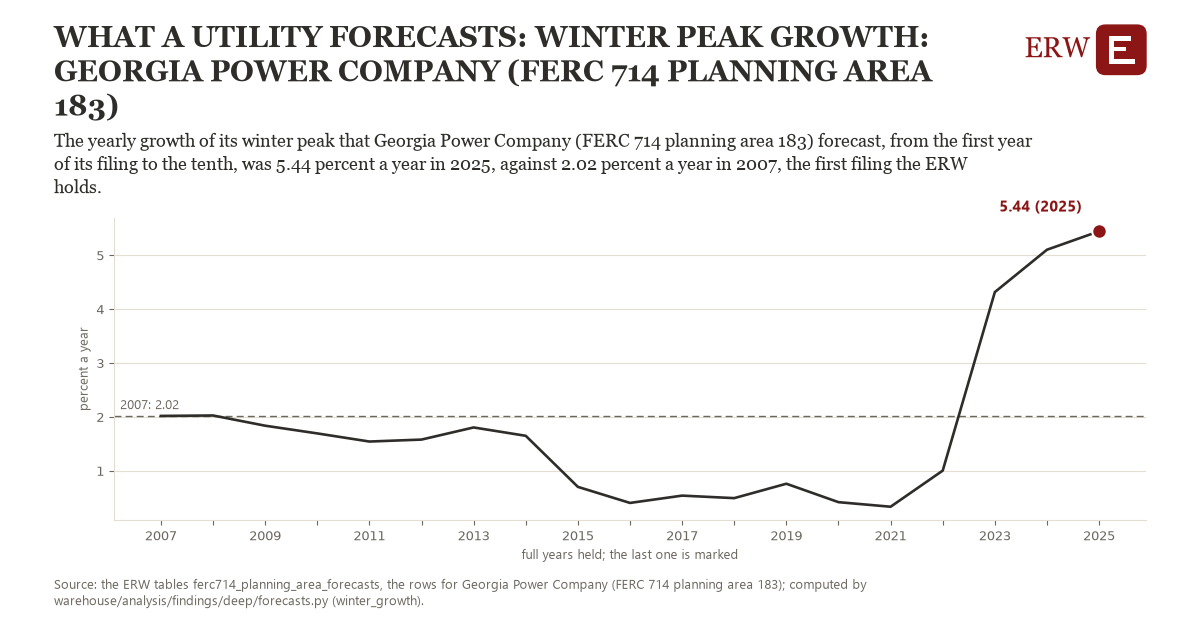 WHAT A UTILITY FORECASTS: WINTER PEAK GROWTH:
GEORGIA POWER COMPANY (FERC 714 PLANNING AREA
183)
ERW E
The yearly growth of its winter peak that Georgia Power Company (FERC 714 planning area 183) forecast, from the first year
of its filing to the tenth, was 5.44 percent a year in 2025, against 2.02 percent a year in 2007, the first filing the ERW
holds.
5.44 (2025)
5
4
3
2
1
percent a year
2007: 2.02
2007 2009 2011 2013 2015 2017 2019 2021 2023 2025
full years held; the last one is marked
Source: the ERW tables ferc714_planning_area_forecasts, the rows for Georgia Power Company (FERC 714 planning area 183); computed by
warehouse/analysis/findings/deep/forecasts.py (winter_growth).